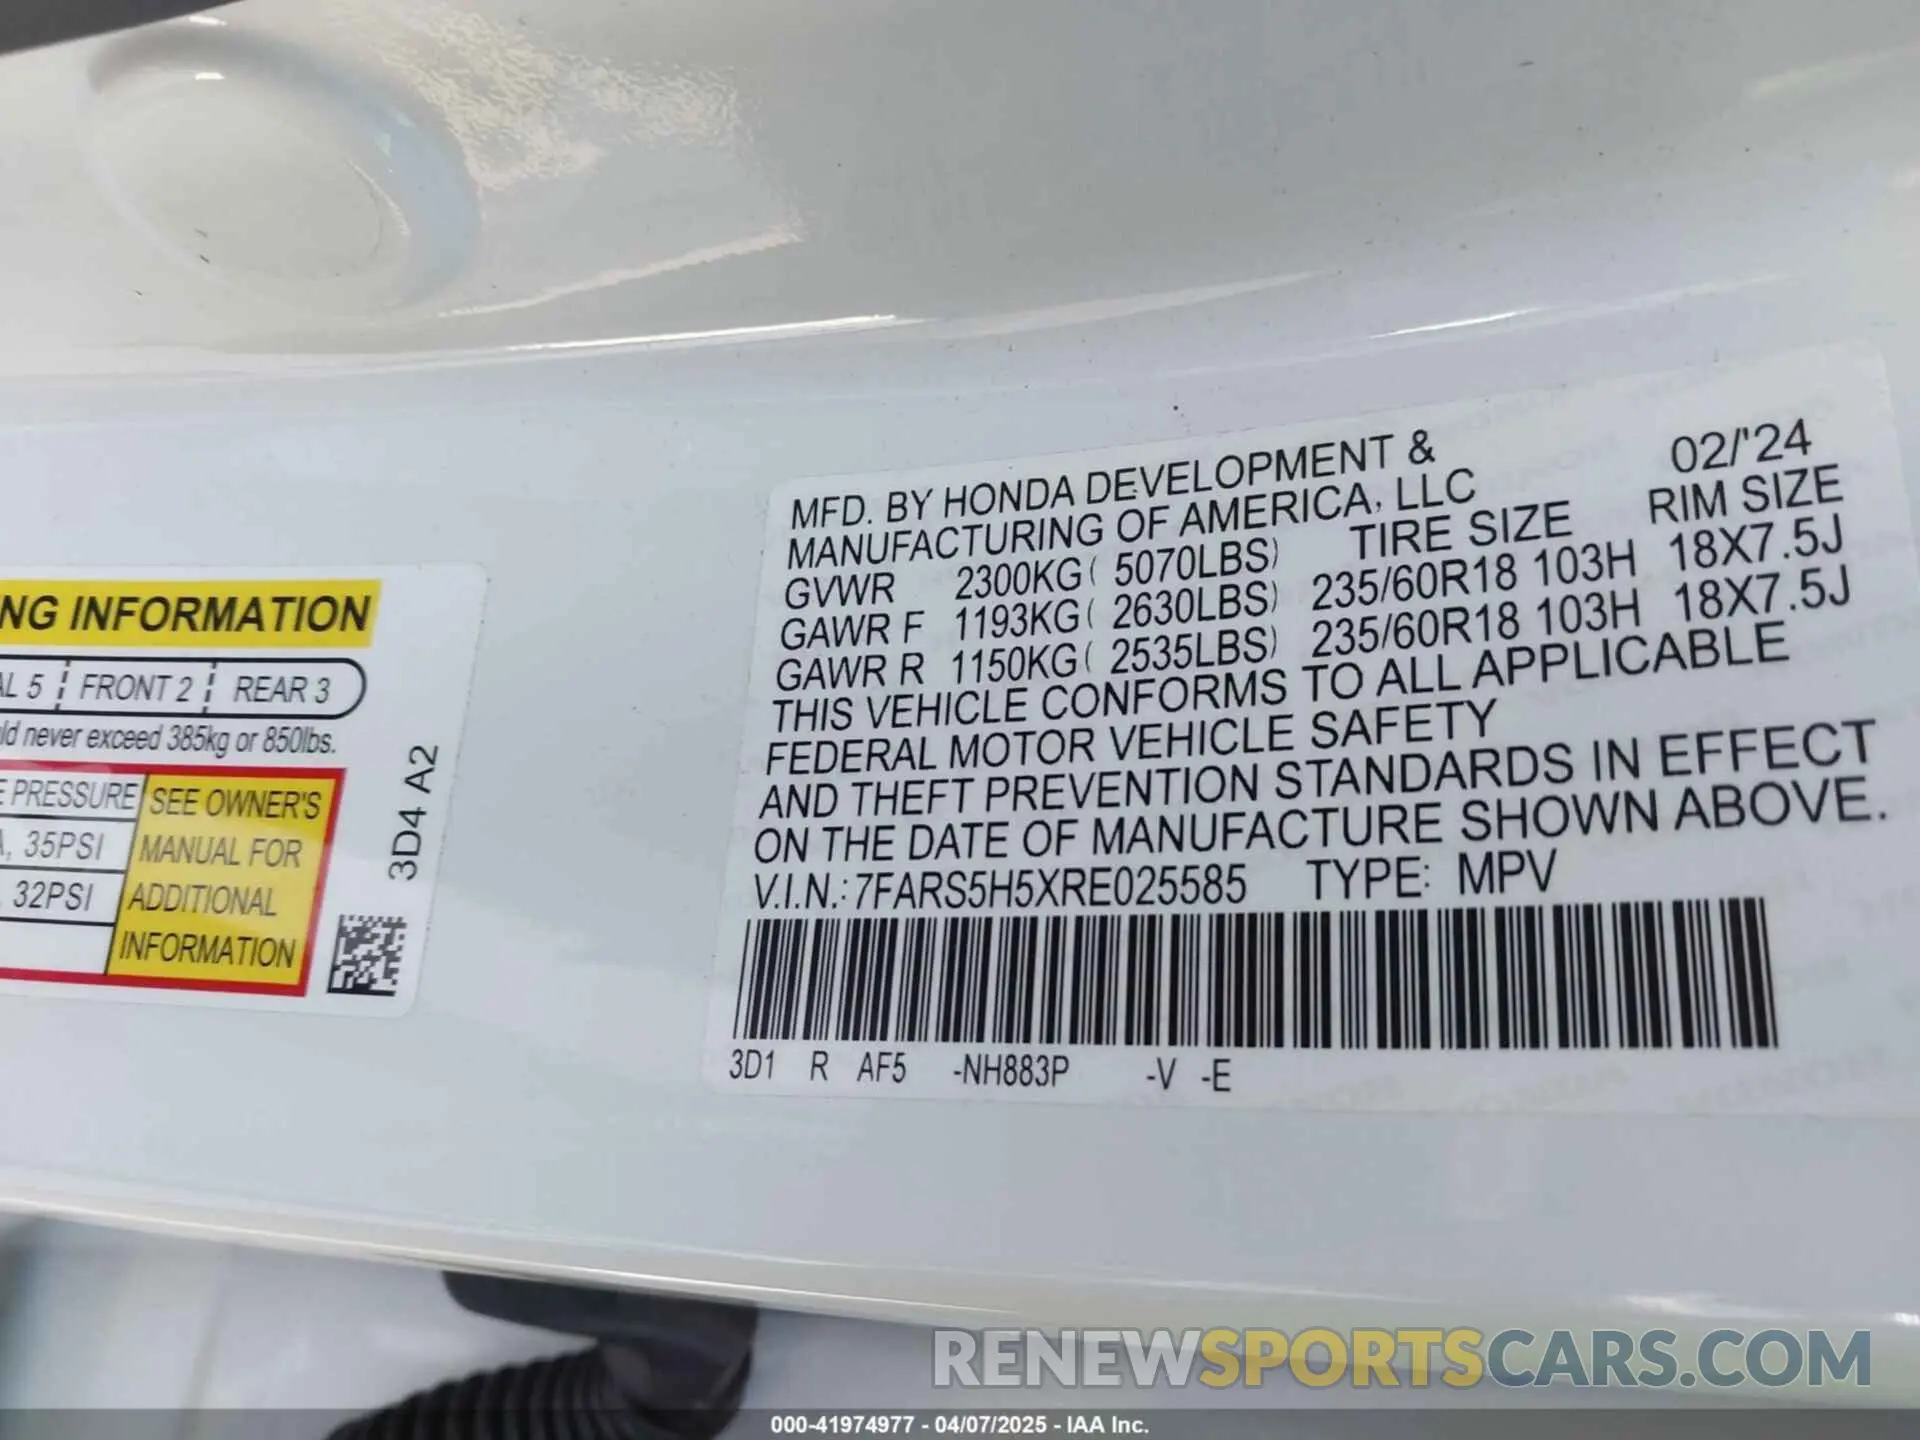 NG INFORMATION
AL 5 FRONT 2 REAR 3
ld never exceed 385kg or 850lbs.
E PRESSURE SEE OWNER'S
A, 35PSI MANUAL FOR
, 32PSI ADDITIONAL
INFORMATION
3D4 A2
MFD. BY HONDA DEVELOPMENT & 02/'24
MANUFACTURING OF AMERICA, LLC TIRE SIZE RIM SIZE
GVWR 2300KG( 5070LBS)
GAWR F 1193KG( 2630LBS) 235/60R18 103H 18X7.5J
GAWR R 1150KG( 2535LBS) 235/60R18 103H 18X7.5J
THIS VEHICLE CONFORMS TO ALL APPLICABLE
FEDERAL MOTOR VEHICLE SAFETY
AND THEFT PREVENTION STANDARDS IN EFFECT
ON THE DATE OF MANUFACTURE SHOWN ABOVE.
V.I.N.: 7FARS5H5XRE025585 TYPE: MPV
3D1 R AF5 -NH883P -V -E
RENEWSPORTSCARS.COM
000-41974977 - 04/07/2025 - IAA Inc.